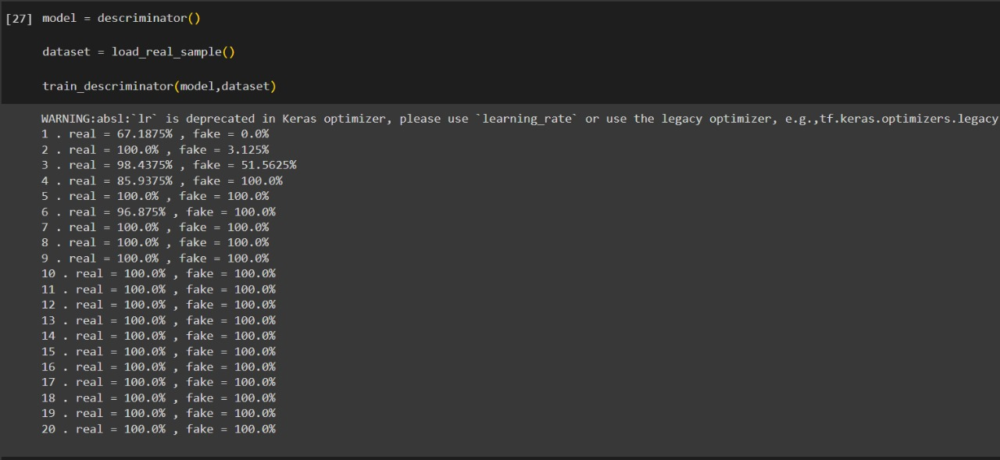 [27] model = descriminator()
dataset = load_real_sample()
train_descriminator(model,dataset)
WARNING:absl:`lr` is deprecated in Keras optimizer, please use `learning_rate` or use the legacy optimizer, e.g.,tf.keras.optimizers.legacy
1 . real = 67.1875% , fake = 0.0%
2 . real = 100.0% , fake = 3.125%
3 . real = 98.4375% , fake = 51.5625%
4 . real = 85.9375% , fake = 100.0%
5 . real = 100.0% , fake = 100.0%
6 . real = 96.875% , fake = 100.0%
7 . real = 100.0% , fake = 100.0%
8 . real = 100.0% , fake = 100.0%
9 . real = 100.0% , fake = 100.0%
10 . real = 100.0% , fake = 100.0%
11 . real = 100.0% , fake = 100.0%
12 . real = 100.0% , fake = 100.0%
13 . real = 100.0% , fake = 100.0%
14 . real = 100.0% , fake = 100.0%
15 . real = 100.0% , fake = 100.0%
16 . real = 100.0% , fake = 100.0%
17 . real = 100.0% , fake = 100.0%
18 . real = 100.0% , fake = 100.0%
19 . real = 100.0% , fake = 100.0%
20 . real = 100.0% , fake = 100.0%